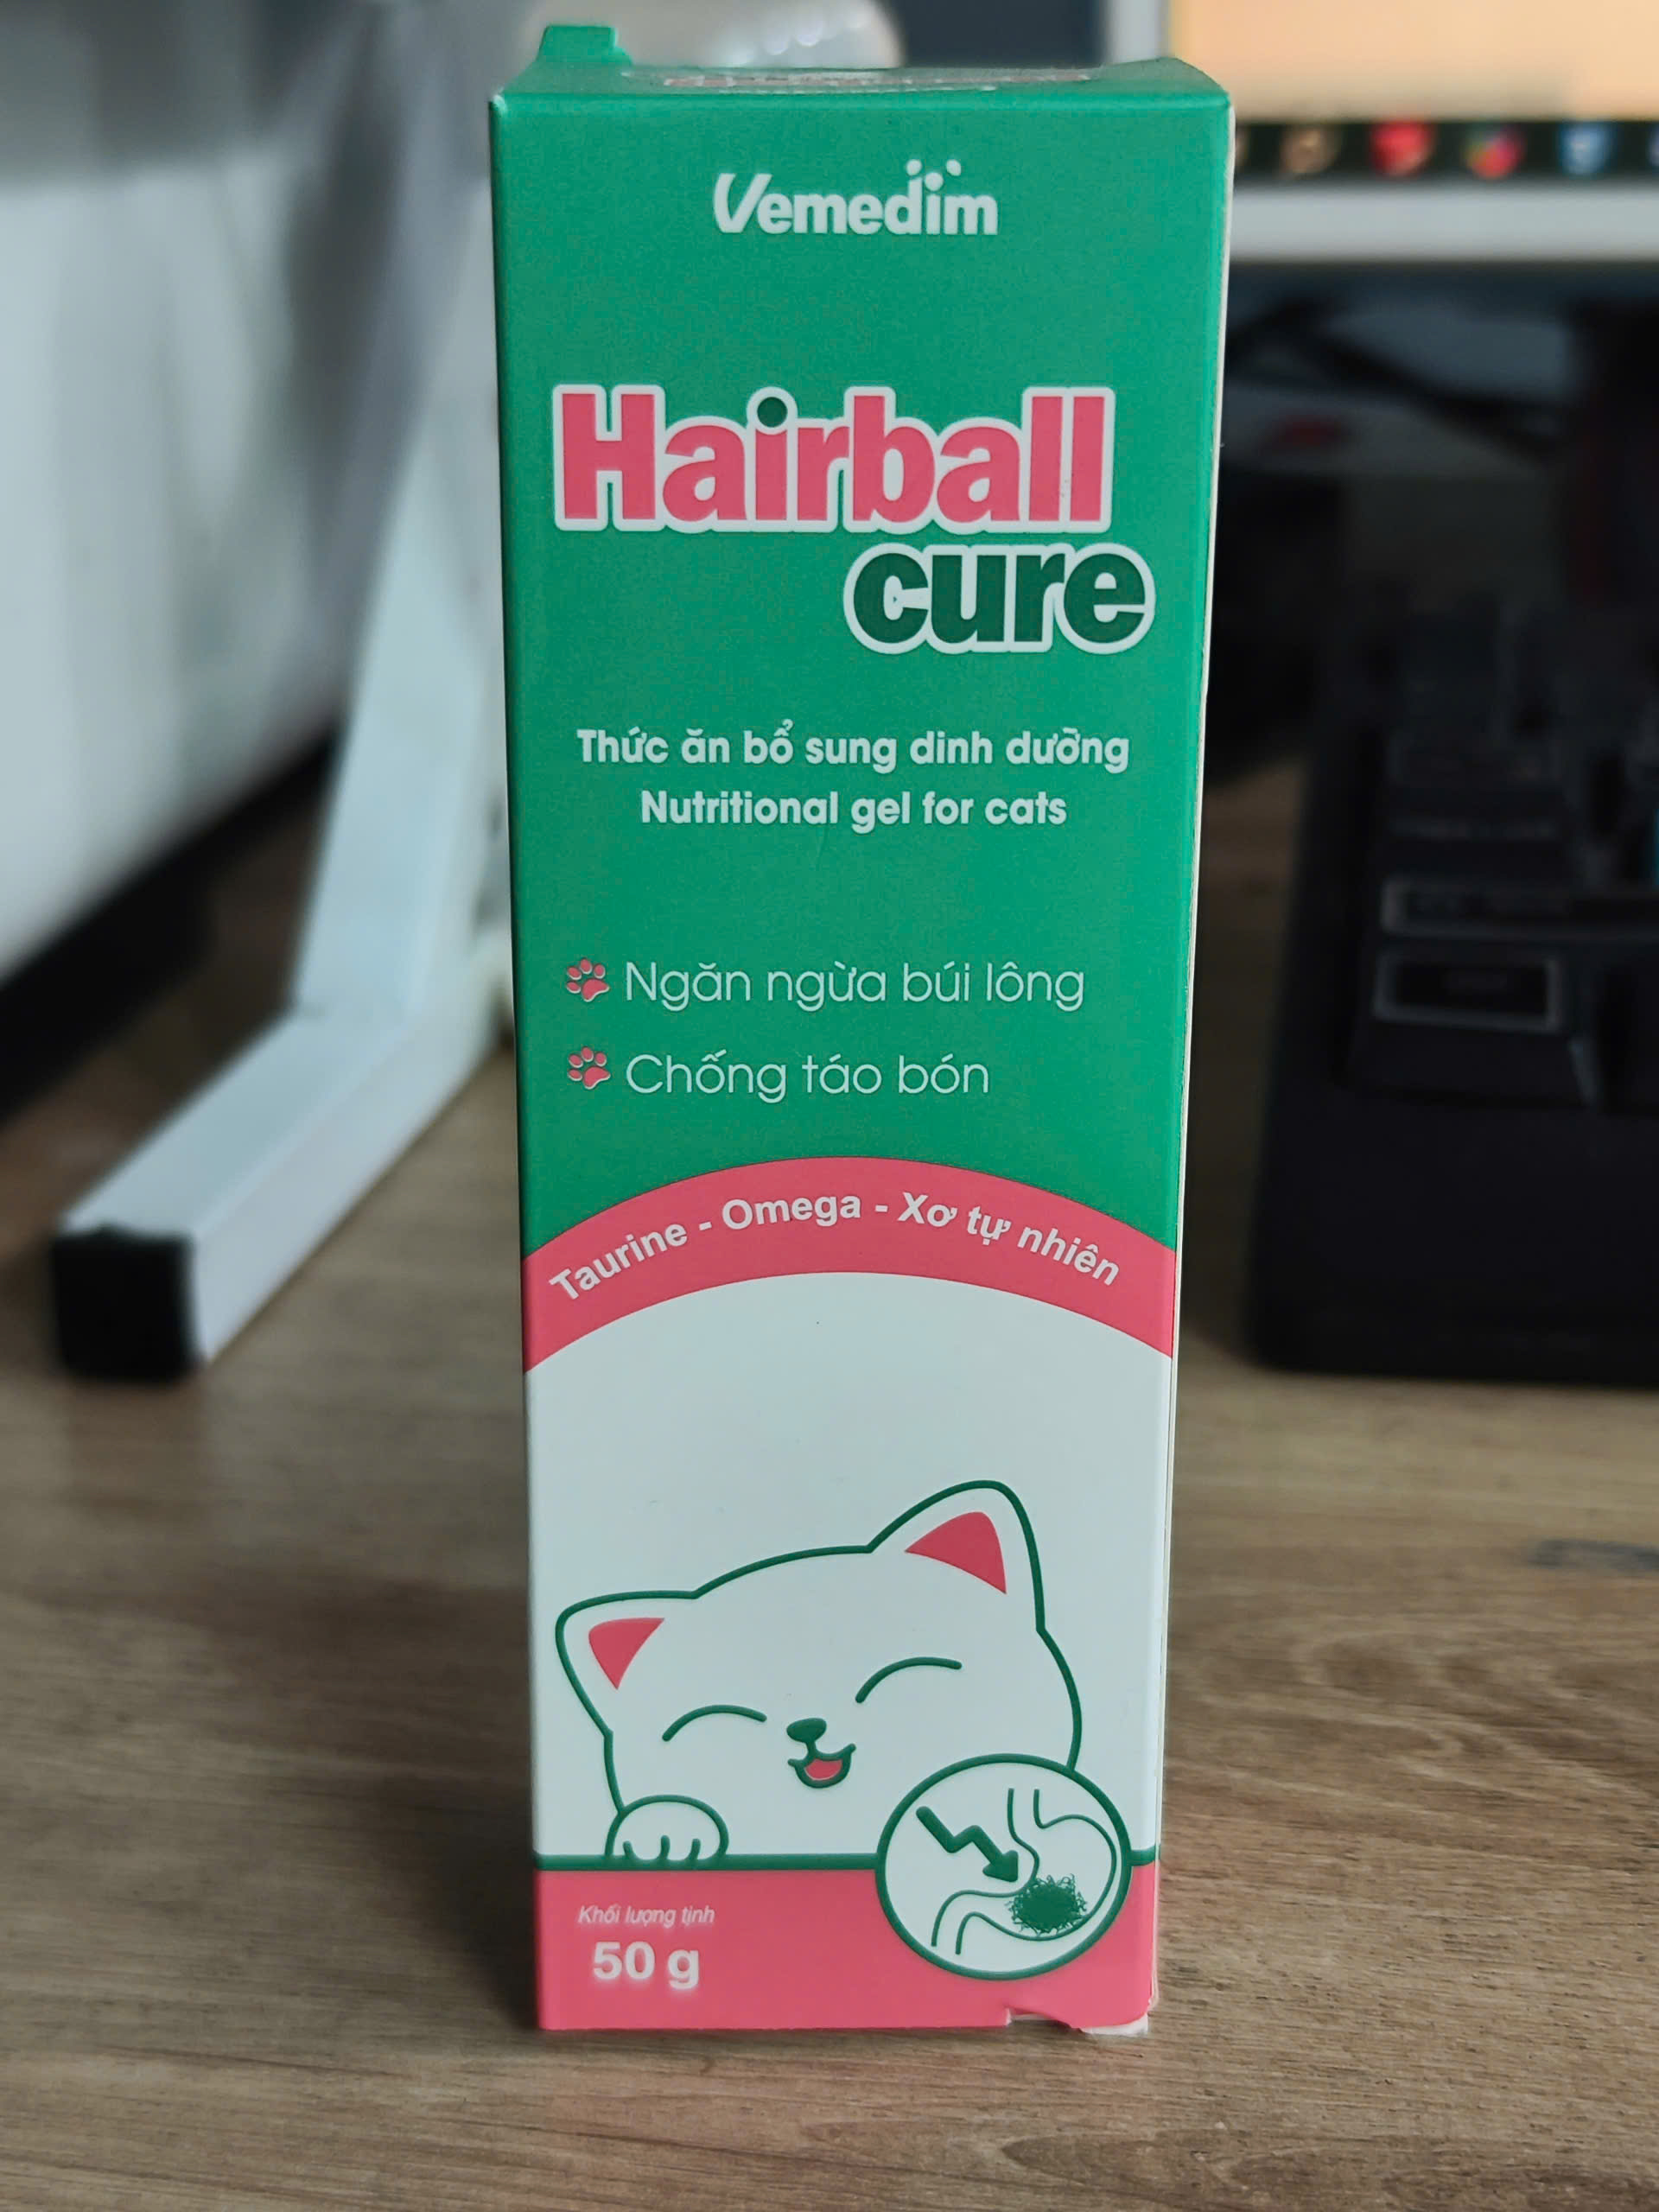 Vemedim
Hairball
cure
Thức ăn bổ sung dinh dưỡng
Nutritional gel for cats
Ngăn ngừa búi lông
Chống táo bón
Taurine - Omega - Xơ tự nhiên
Khối lượng tịnh
50 g